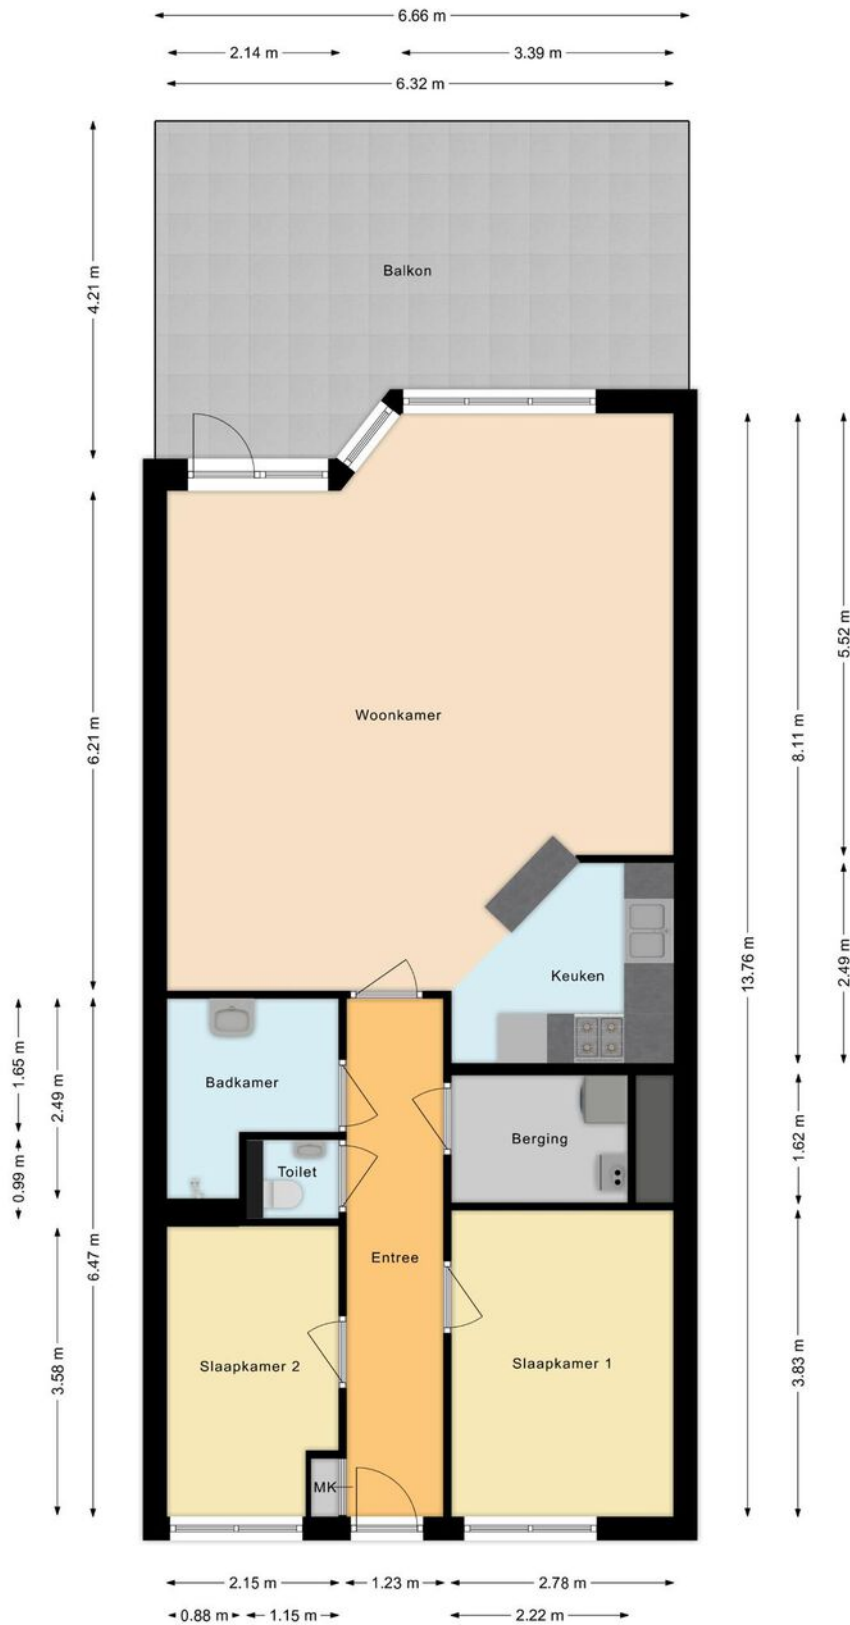 6.66 m
2.14 m
3.39 m
6.32 m
4.21 m
Balkon
5.52 m
Woonkamer
6.21 m
8.11 m
13.76 m
2.49 m
Keuken
1.65 m
2.49 m
Badkamer
1.62 m
Berging
0.99 m
Toilet
6.47 m
Entree
3.58 m
Slaapkamer 2
Slaapkamer 1
3.83 m
MK
2.15 m
1.23 m
2.78 m
0.88 m
1.15 m
2.22 m